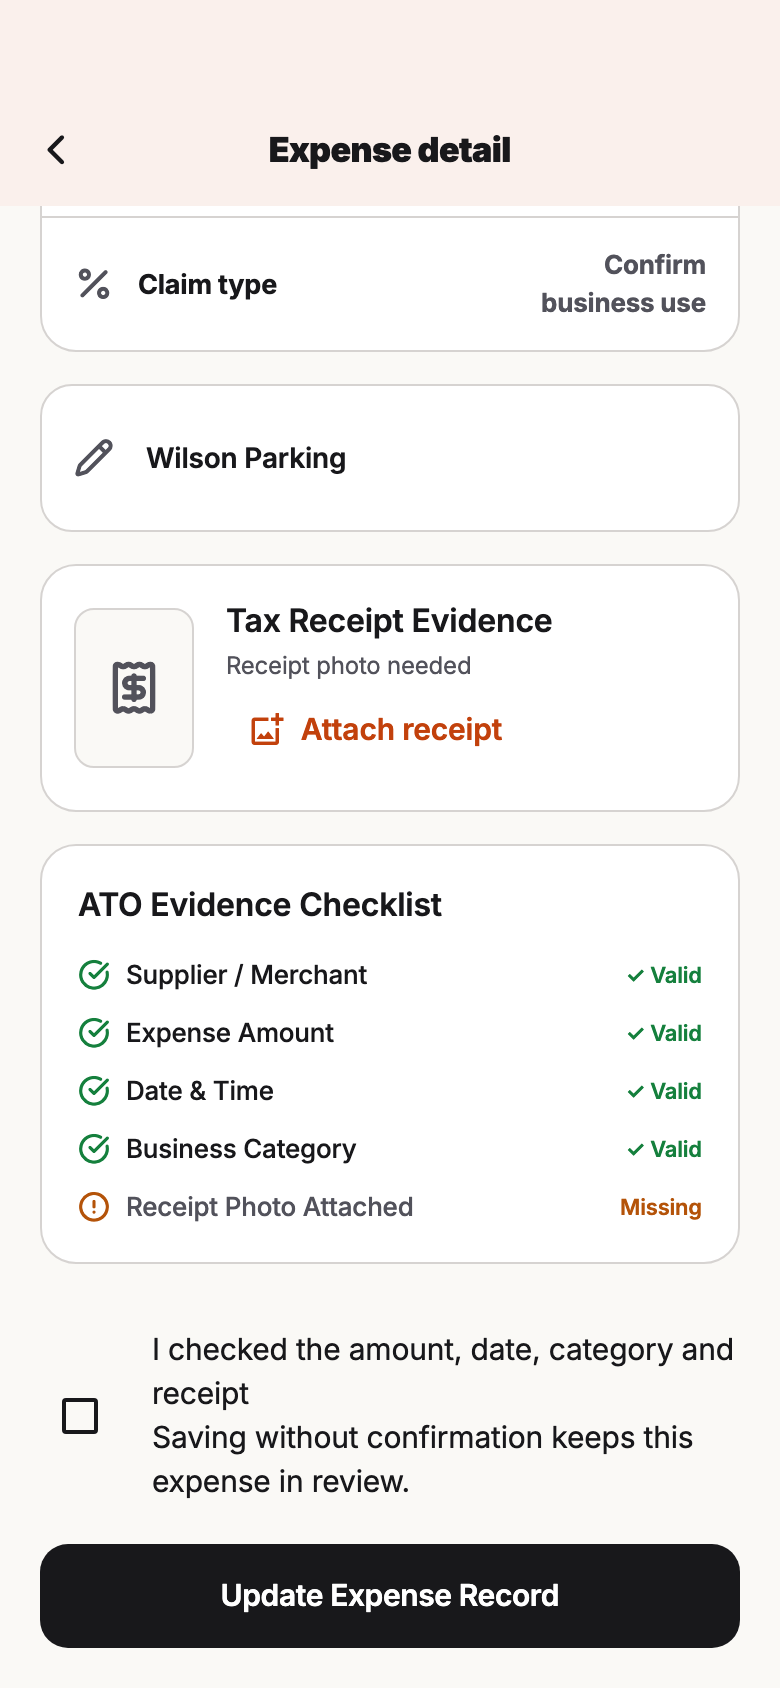 Expense detail
Claim type
Confirm
business use
Wilson Parking
Tax Receipt Evidence
Receipt photo needed
Attach receipt
ATO Evidence Checklist
Supplier / Merchant
✓ Valid
Expense Amount
✓ Valid
Date & Time
✓ Valid
Business Category
✓ Valid
Receipt Photo Attached
Missing
I checked the amount, date, category and
receipt
Saving without confirmation keeps this
expense in review.
Update Expense Record